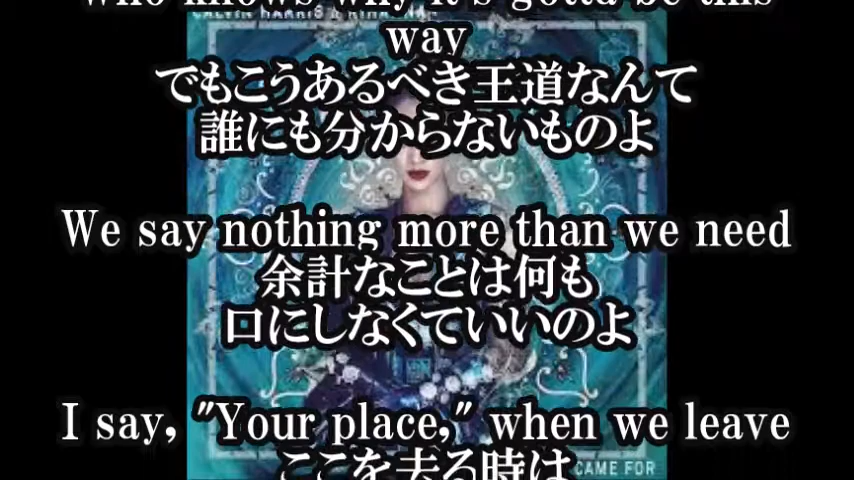 CALVIN HARRIS & RIHANNA
who knows why it's gotta be this
way
でもこうあるべき王道なんて
誰にも分からないものよ
We say nothing more than we need
余計なことは何も
口にしなくていいのよ
I say, "Your place," when we leave
ここを去る時は
CAME FOR